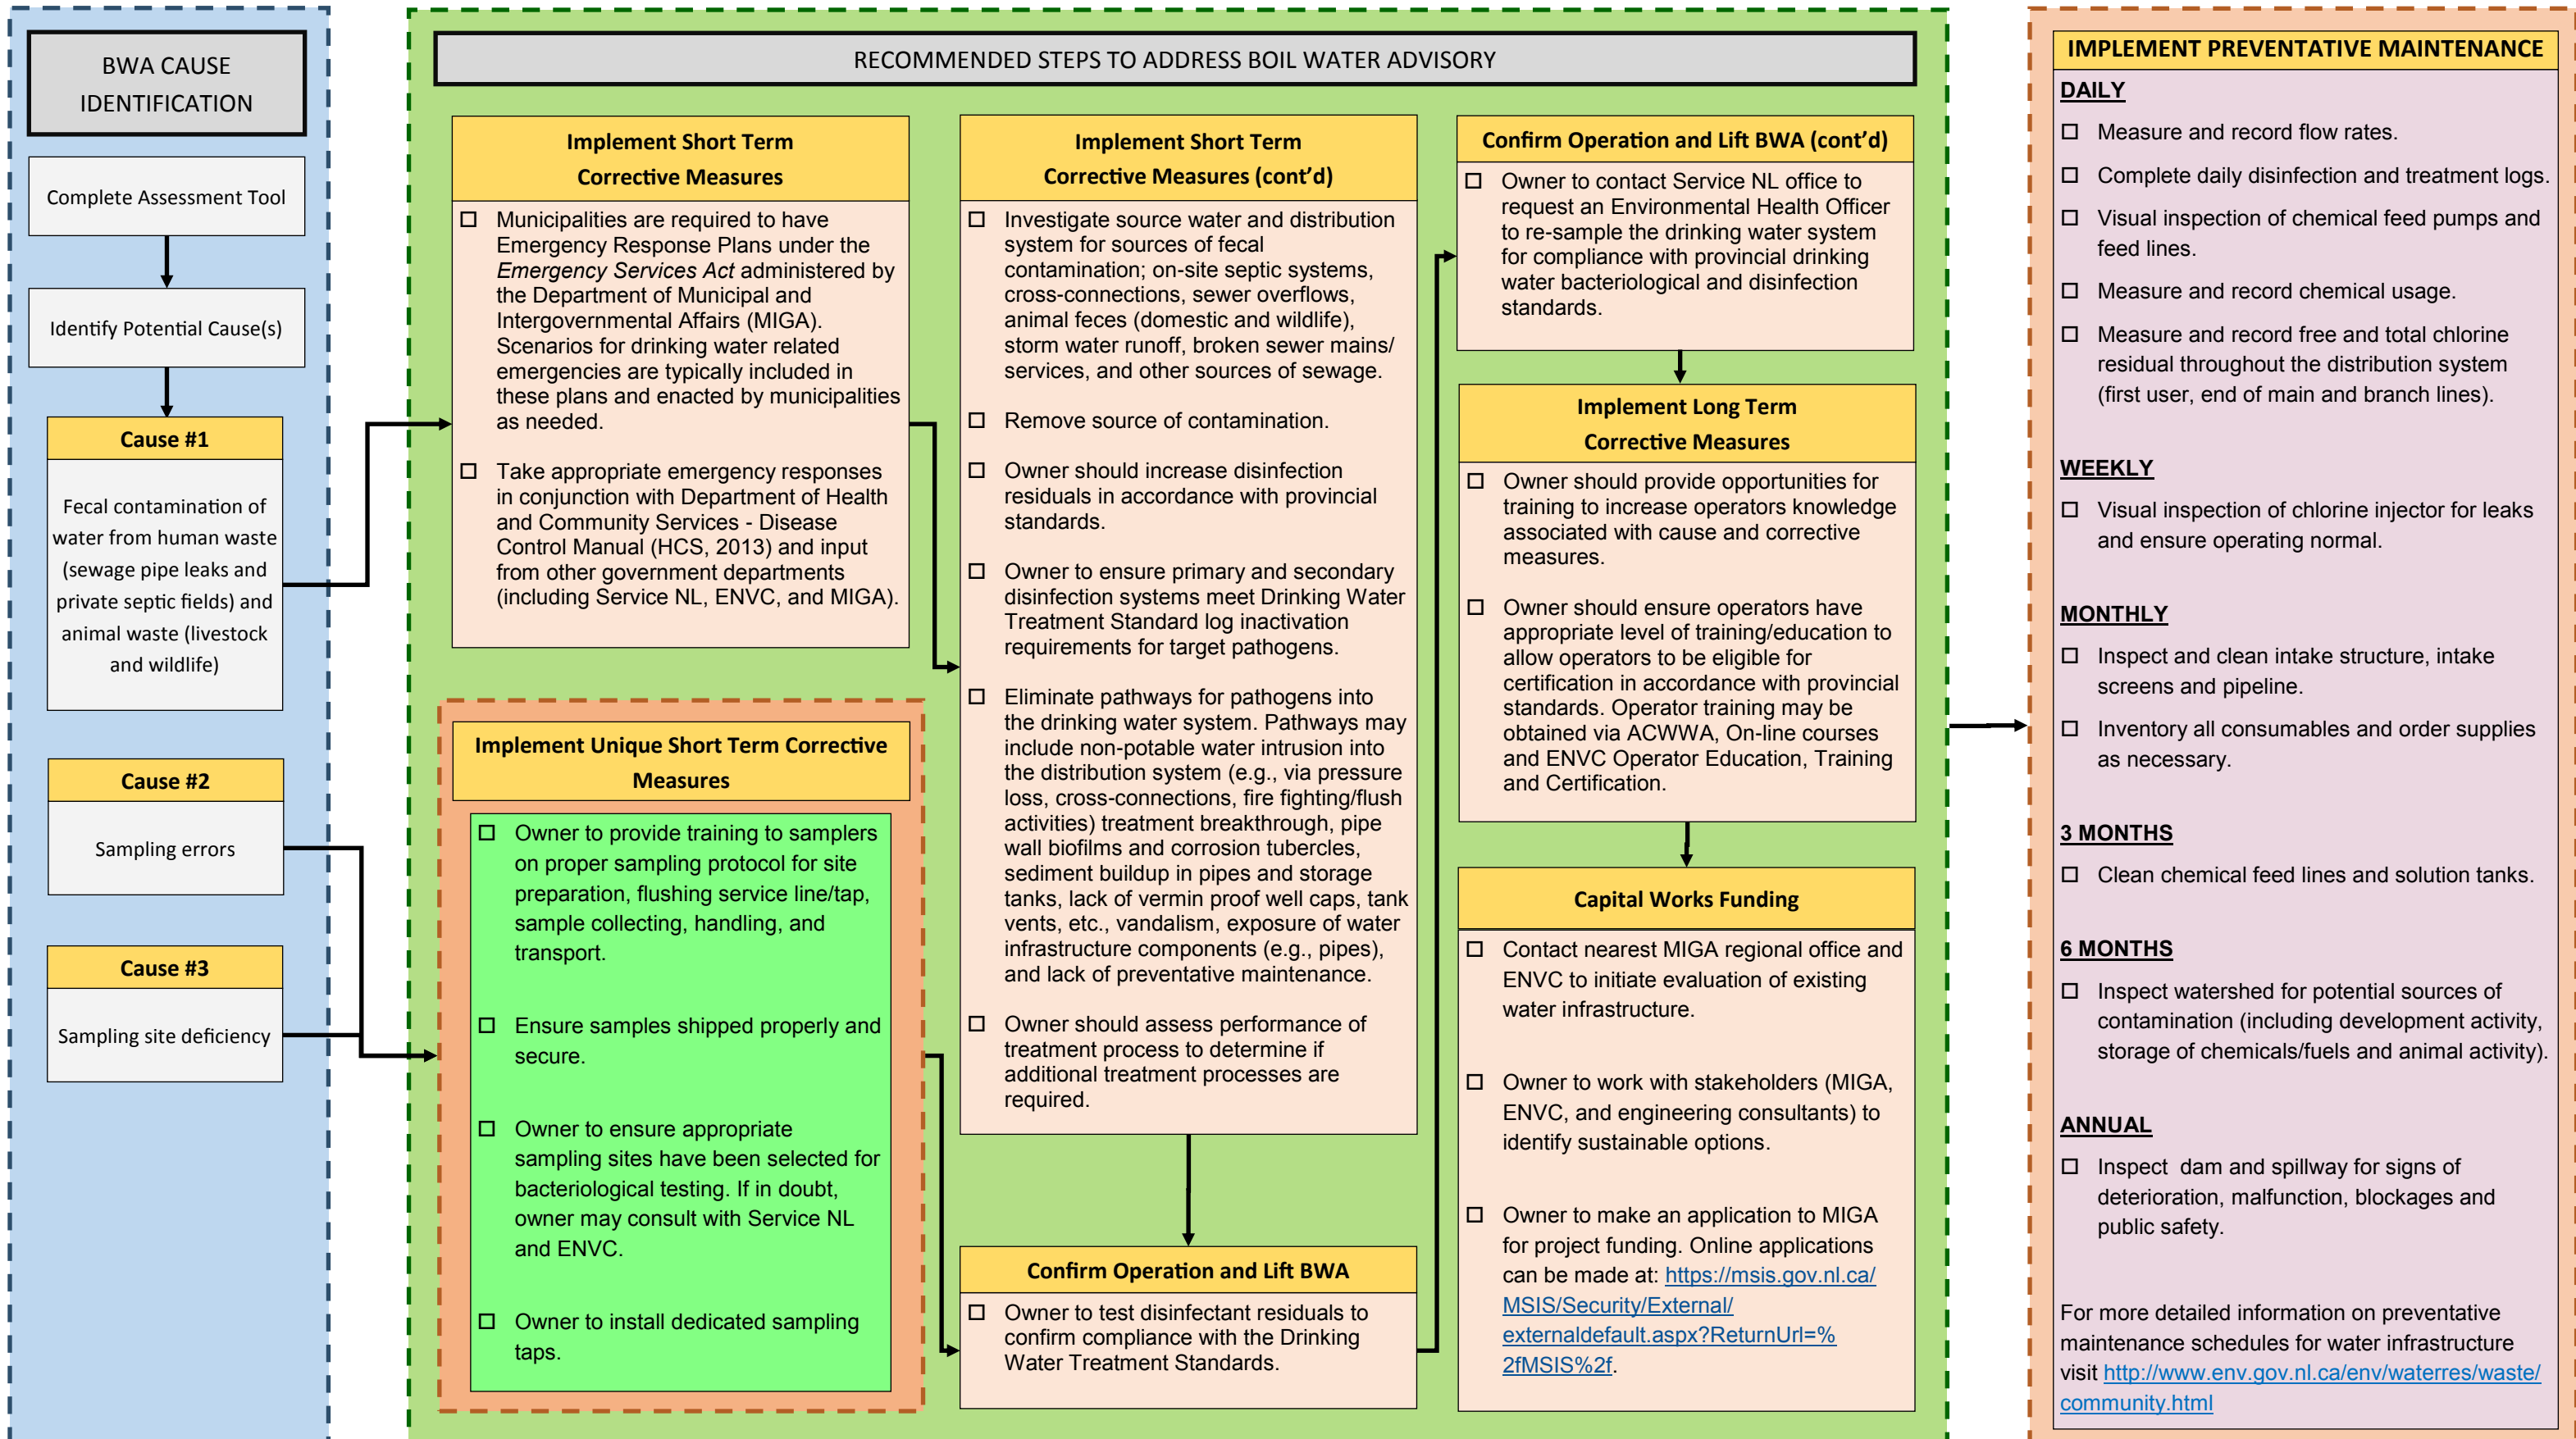 BWA CAUSE
IDENTIFICATION
Complete Assessment Tool
Identify Potential Cause(s)
Cause #1
Fecal contamination of
water from human waste
(sewage pipe leaks and
private septic fields) and
animal waste (livestock
and wildlife)
Cause #2
Sampling errors
Cause #3
Sampling site deficiency
RECOMMENDED STEPS TO ADDRESS BOIL WATER ADVISORY
Implement Short Term
Corrective Measures
☐ Municipalities are required to have
Emergency Response Plans under the
Emergency Services Act administered by
the Department of Municipal and
Intergovernmental Affairs (MIGA).
Scenarios for drinking water related
emergencies are typically included in
these plans and enacted by municipalities
as needed.
☐ Take appropriate emergency responses
in conjunction with Department of Health
and Community Services - Disease
Control Manual (HCS, 2013) and input
from other government departments
(including Service NL, ENVC, and MIGA).
Implement Unique Short Term Corrective
Measures
☐ Owner to provide training to samplers
on proper sampling protocol for site
preparation, flushing service line/tap,
sample collecting, handling, and
transport.
☐ Ensure samples shipped properly and
secure.
☐ Owner to ensure appropriate
sampling sites have been selected for
bacteriological testing. If in doubt,
owner may consult with Service NL
and ENVC.
☐ Owner to install dedicated sampling
taps.
Implement Short Term
Corrective Measures (cont’d)
☐ Investigate source water and distribution
system for sources of fecal
contamination; on-site septic systems,
cross-connections, sewer overflows,
animal feces (domestic and wildlife),
storm water runoff, broken sewer mains/
services, and other sources of sewage.
☐ Remove source of contamination.
☐ Owner should increase disinfection
residuals in accordance with provincial
standards.
☐ Owner to ensure primary and secondary
disinfection systems meet Drinking Water
Treatment Standard log inactivation
requirements for target pathogens.
☐ Eliminate pathways for pathogens into
the drinking water system. Pathways may
include non-potable water intrusion into
the distribution system (e.g., via pressure
loss, cross-connections, fire fighting/flush
activities) treatment breakthrough, pipe
wall biofilms and corrosion tubercles,
sediment buildup in pipes and storage
tanks, lack of vermin proof well caps, tank
vents, etc., vandalism, exposure of water
infrastructure components (e.g., pipes),
and lack of preventative maintenance.
☐ Owner should assess performance of
treatment process to determine if
additional treatment processes are
required.
Confirm Operation and Lift BWA
☐ Owner to test disinfectant residuals to
confirm compliance with the Drinking
Water Treatment Standards.
Confirm Operation and Lift BWA (cont’d)
☐ Owner to contact Service NL office to
request an Environmental Health Officer
to re-sample the drinking water system
for compliance with provincial drinking
water bacteriological and disinfection
standards.
Implement Long Term
Corrective Measures
☐ Owner should provide opportunities for
training to increase operators knowledge
associated with cause and corrective
measures.
☐ Owner should ensure operators have
appropriate level of training/education to
allow operators to be eligible for
certification in accordance with provincial
standards. Operator training may be
obtained via ACWWA, On-line courses
and ENVC Operator Education, Training
and Certification.
Capital Works Funding
☐ Contact nearest MIGA regional office and
ENVC to initiate evaluation of existing
water infrastructure.
☐ Owner to work with stakeholders (MIGA,
ENVC, and engineering consultants) to
identify sustainable options.
☐ Owner to make an application to MIGA
for project funding. Online applications
can be made at: https://msis.gov.nl.ca/
MSIS/Security/External/
externaldefault.aspx?ReturnUrl=%
2fMSIS%2f.
IMPLEMENT PREVENTATIVE MAINTENANCE
DAILY
☐ Measure and record flow rates.
☐ Complete daily disinfection and treatment logs.
☐ Visual inspection of chemical feed pumps and
feed lines.
☐ Measure and record chemical usage.
☐ Measure and record free and total chlorine
residual throughout the distribution system
(first user, end of main and branch lines).
WEEKLY
☐ Visual inspection of chlorine injector for leaks
and ensure operating normal.
MONTHLY
☐ Inspect and clean intake structure, intake
screens and pipeline.
☐ Inventory all consumables and order supplies
as necessary.
3 MONTHS
☐ Clean chemical feed lines and solution tanks.
6 MONTHS
☐ Inspect watershed for potential sources of
contamination (including development activity,
storage of chemicals/fuels and animal activity).
ANNUAL
☐ Inspect dam and spillway for signs of
deterioration, malfunction, blockages and
public safety.
For more detailed information on preventative
maintenance schedules for water infrastructure
visit http://www.env.gov.nl.ca/env/waterres/waste/
community.html